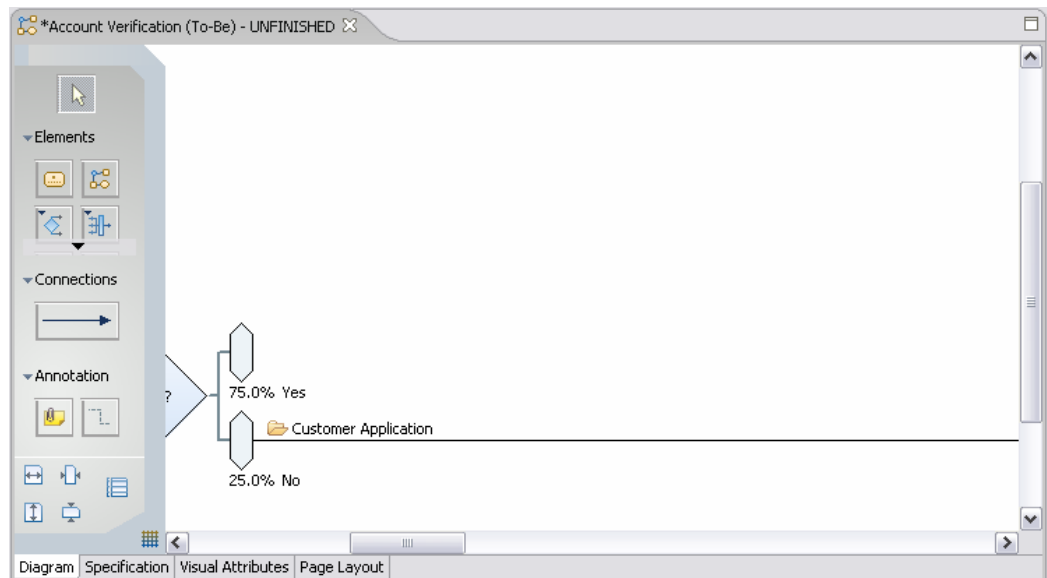 *Account Verification (To-Be) - UNFINISHED
Elements
Connections
Annotation
?
75.0% Yes
Customer Application
25.0% No
Diagram Specification Visual Attributes Page Layout